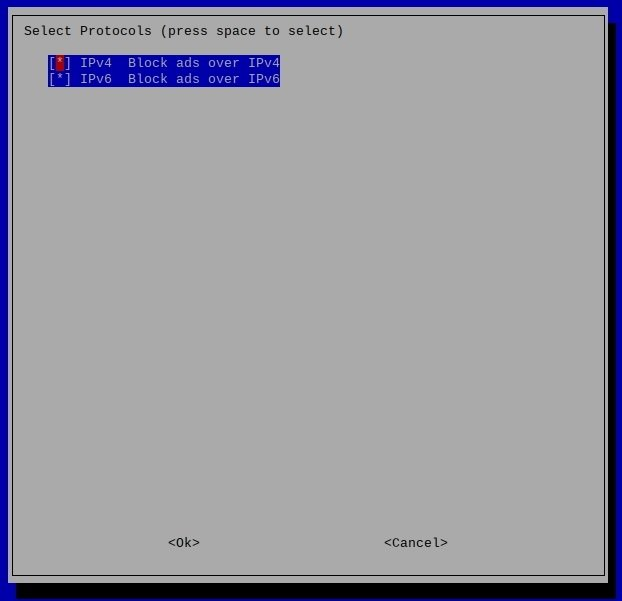 Select Protocols (press space to select)
[*] IPv4  Block ads over IPv4
[*] IPv6  Block ads over IPv6
<Ok> <Cancel>